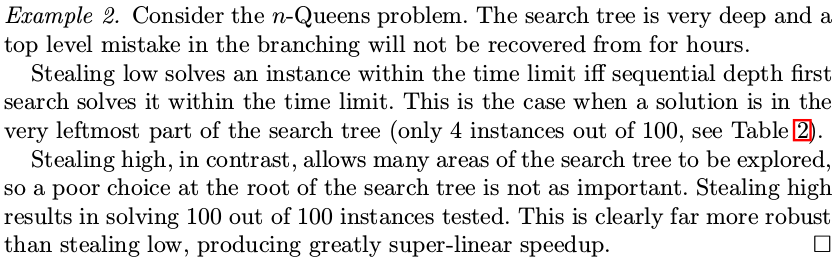 Example 2. Consider the n-Queens problem. The search tree is very deep and a
top level mistake in the branching will not be recovered from for hours.
Stealing low solves an instance within the time limit iff sequential depth first
search solves it within the time limit. This is the case when a solution is in the
very leftmost part of the search tree (only 4 instances out of 100, see Table 2).
Stealing high, in contrast, allows many areas of the search tree to be explored,
so a poor choice at the root of the search tree is not as important. Stealing high
results in solving 100 out of 100 instances tested. This is clearly far more robust
than stealing low, producing greatly super-linear speedup. □